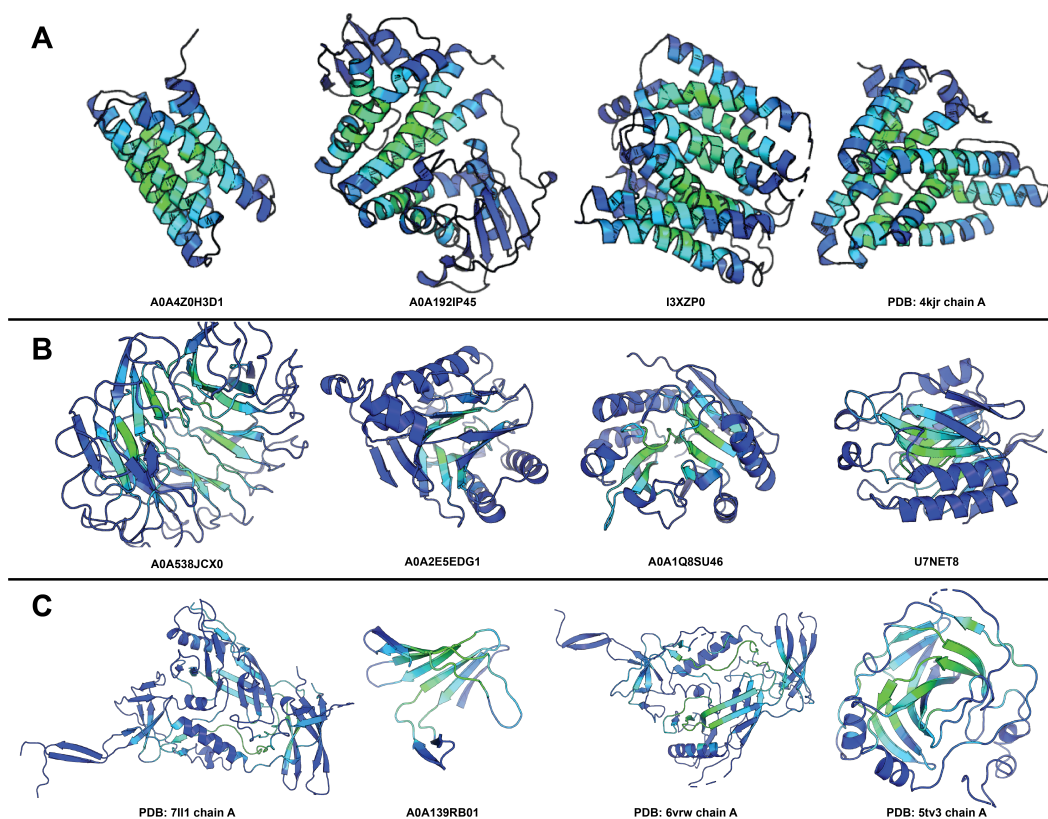 A
A0A4Z0H3D1 A0A192IP45 I3XZP0 PDB: 4kjr chain A
B
A0A538JCX0 A0A2E5EDG1 A0A1Q8SU46 U7NET8
C
PDB: 7ll1 chain A A0A139RB01 PDB: 6vrw chain A PDB: 5tv3 chain A